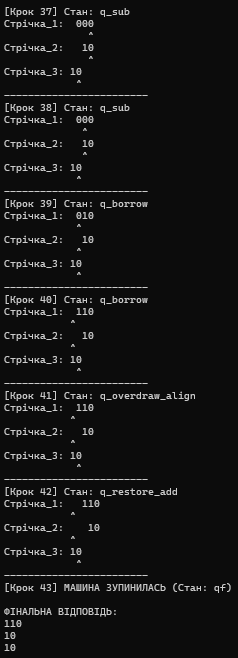 [Крок 37] Стан: q_sub
Стрічка_1:  000
              ^
Стрічка_2:   10
              ^
Стрічка_3: 10
            ^
------------------------
[Крок 38] Стан: q_sub
Стрічка_1:  000
             ^
Стрічка_2:   10
             ^
Стрічка_3: 10
            ^
------------------------
[Крок 39] Стан: q_borrow
Стрічка_1:  010
            ^
Стрічка_2:   10
            ^
Стрічка_3: 10
            ^
------------------------
[Крок 40] Стан: q_borrow
Стрічка_1:  110
           ^
Стрічка_2:   10
           ^
Стрічка_3: 10
            ^
------------------------
[Крок 41] Стан: q_overdraw_align
Стрічка_1:  110
           ^
Стрічка_2:   10
           ^
Стрічка_3: 10
            ^
------------------------
[Крок 42] Стан: q_restore_add
Стрічка_1:   110
           ^
Стрічка_2:    10
           ^
Стрічка_3: 10
            ^
------------------------
[Крок 43] МАШИНА ЗУПИНИЛАСЬ (Стан: qf)

ФІНАЛЬНА ВІДПОВІДЬ:
110
10
10